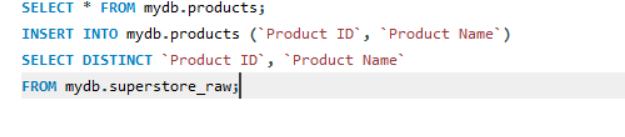 SELECT * FROM mydb.products;
INSERT INTO mydb.products (`Product ID`, `Product Name`)
SELECT DISTINCT `Product ID`, `Product Name`
FROM mydb.superstore_raw;